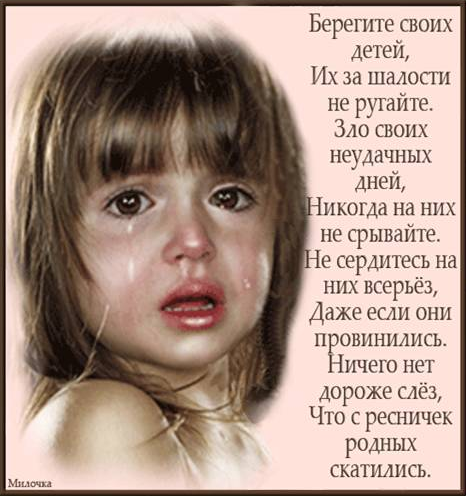 Берегите своих
детей,
Их за шалости
не ругайте.
Зло своих
неудачных
дней,
Никогда на них
не срывайте.
Не сердитесь на
них всерьёз,
Даже если они
провинились.
Ничего нет
дороже слёз,
Что с ресничек
родных
скатились.
Милочка